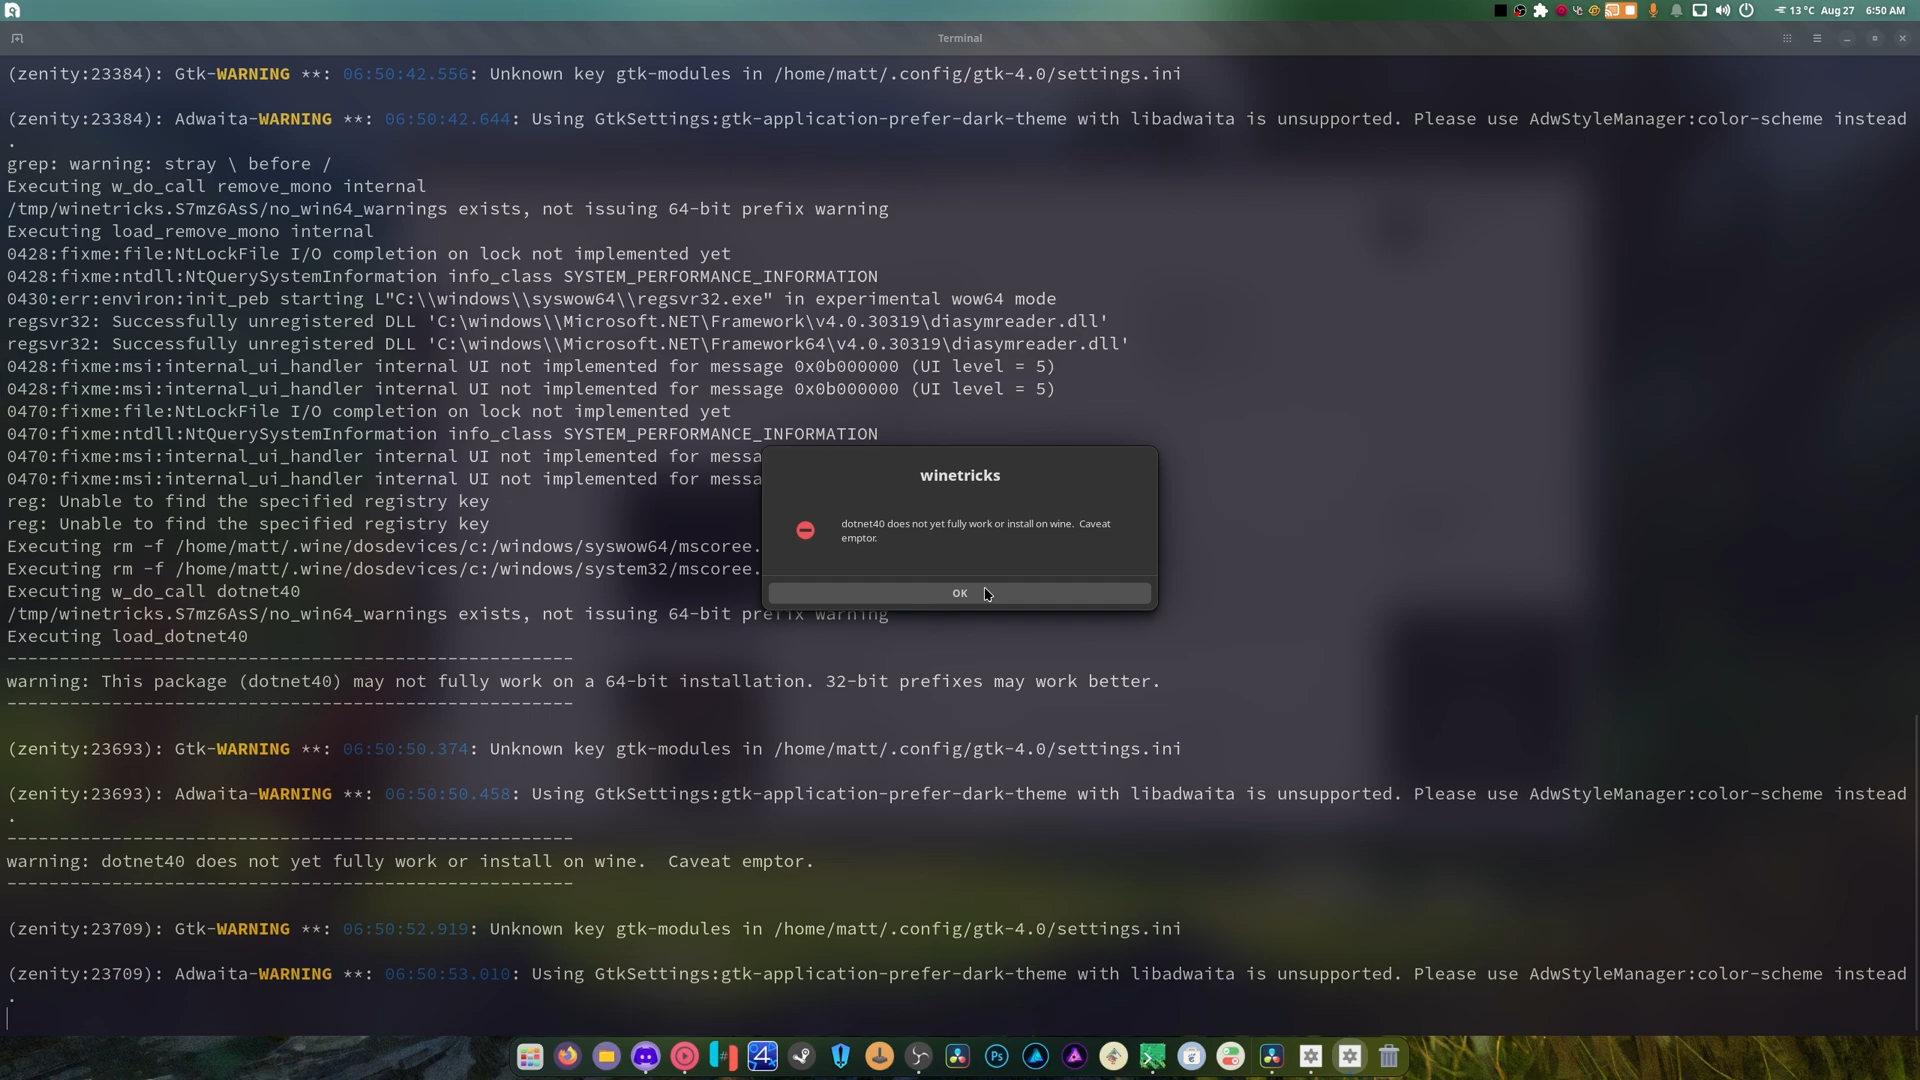 13 °C Aug 27 6:50 AM
Terminal
(zenity:23384): Gtk-WARNING **: 06:50:42.556: Unknown key gtk-modules in /home/matt/.config/gtk-4.0/settings.ini
(zenity:23384): Adwaita-WARNING **: 06:50:42.644: Using GtkSettings:gtk-application-prefer-dark-theme with libadwaita is unsupported. Please use AdwStyleManager:color-scheme instead
.
grep: warning: stray \ before /
Executing w_do_call remove_mono internal
/tmp/winetricks.S7mz6AsS/no_win64_warnings exists, not issuing 64-bit prefix warning
Executing load_remove_mono internal
0428:fixme:file:NtLockFile I/O completion on lock not implemented yet
0428:fixme:ntdll:NtQuerySystemInformation info_class SYSTEM_PERFORMANCE_INFORMATION
0430:err:environ:init_peb starting L"C:\\windows\\syswow64\\regsvr32.exe" in experimental wow64 mode
regsvr32: Successfully unregistered DLL 'C:\windows\\Microsoft.NET\Framework\v4.0.30319\diasymreader.dll'
regsvr32: Successfully unregistered DLL 'C:\windows\\Microsoft.NET\Framework64\v4.0.30319\diasymreader.dll'
0428:fixme:msi:internal_ui_handler internal UI not implemented for message 0x0b000000 (UI level = 5)
0428:fixme:msi:internal_ui_handler internal UI not implemented for message 0x0b000000 (UI level = 5)
0470:fixme:file:NtLockFile I/O completion on lock not implemented yet
0470:fixme:ntdll:NtQuerySystemInformation info_class SYSTEM_PERFORMANCE_INFORMATION
0470:fixme:msi:internal_ui_handler internal UI not implemented for messa
0470:fixme:msi:internal_ui_handler internal UI not implemented for messa
reg: Unable to find the specified registry key
reg: Unable to find the specified registry key
Executing rm -f /home/matt/.wine/dosdevices/c:/windows/syswow64/mscoree.
Executing rm -f /home/matt/.wine/dosdevices/c:/windows/system32/mscoree.
Executing w_do_call dotnet40
/tmp/winetricks.S7mz6AsS/no_win64_warnings exists, not issuing 64-bit prefix warning
Executing load_dotnet40
------------------------------------------------------
warning: This package (dotnet40) may not fully work on a 64-bit installation. 32-bit prefixes may work better.
------------------------------------------------------
(zenity:23693): Gtk-WARNING **: 06:50:50.374: Unknown key gtk-modules in /home/matt/.config/gtk-4.0/settings.ini
(zenity:23693): Adwaita-WARNING **: 06:50:50.458: Using GtkSettings:gtk-application-prefer-dark-theme with libadwaita is unsupported. Please use AdwStyleManager:color-scheme instead
.
------------------------------------------------------
warning: dotnet40 does not yet fully work or install on wine.  Caveat emptor.
------------------------------------------------------
(zenity:23709): Gtk-WARNING **: 06:50:52.919: Unknown key gtk-modules in /home/matt/.config/gtk-4.0/settings.ini
(zenity:23709): Adwaita-WARNING **: 06:50:53.010: Using GtkSettings:gtk-application-prefer-dark-theme with libadwaita is unsupported. Please use AdwStyleManager:color-scheme instead
.
winetricks
dotnet40 does not yet fully work or install on wine.  Caveat
emptor.
OK
4
Ps